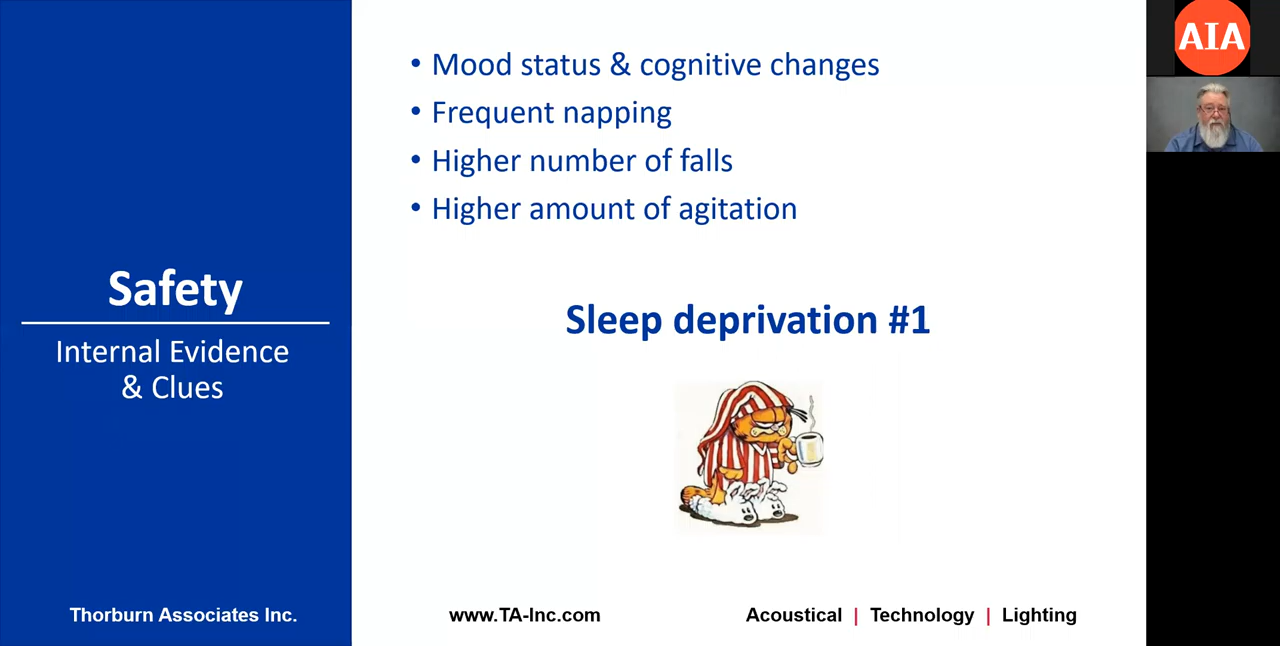 • Mood status & cognitive changes
• Frequent napping
• Higher number of falls
• Higher amount of agitation
Safety
Internal Evidence
& Clues
Sleep deprivation #1
Thorburn Associates Inc.
www.TA-Inc.com
Acoustical | Technology | Lighting
AIA